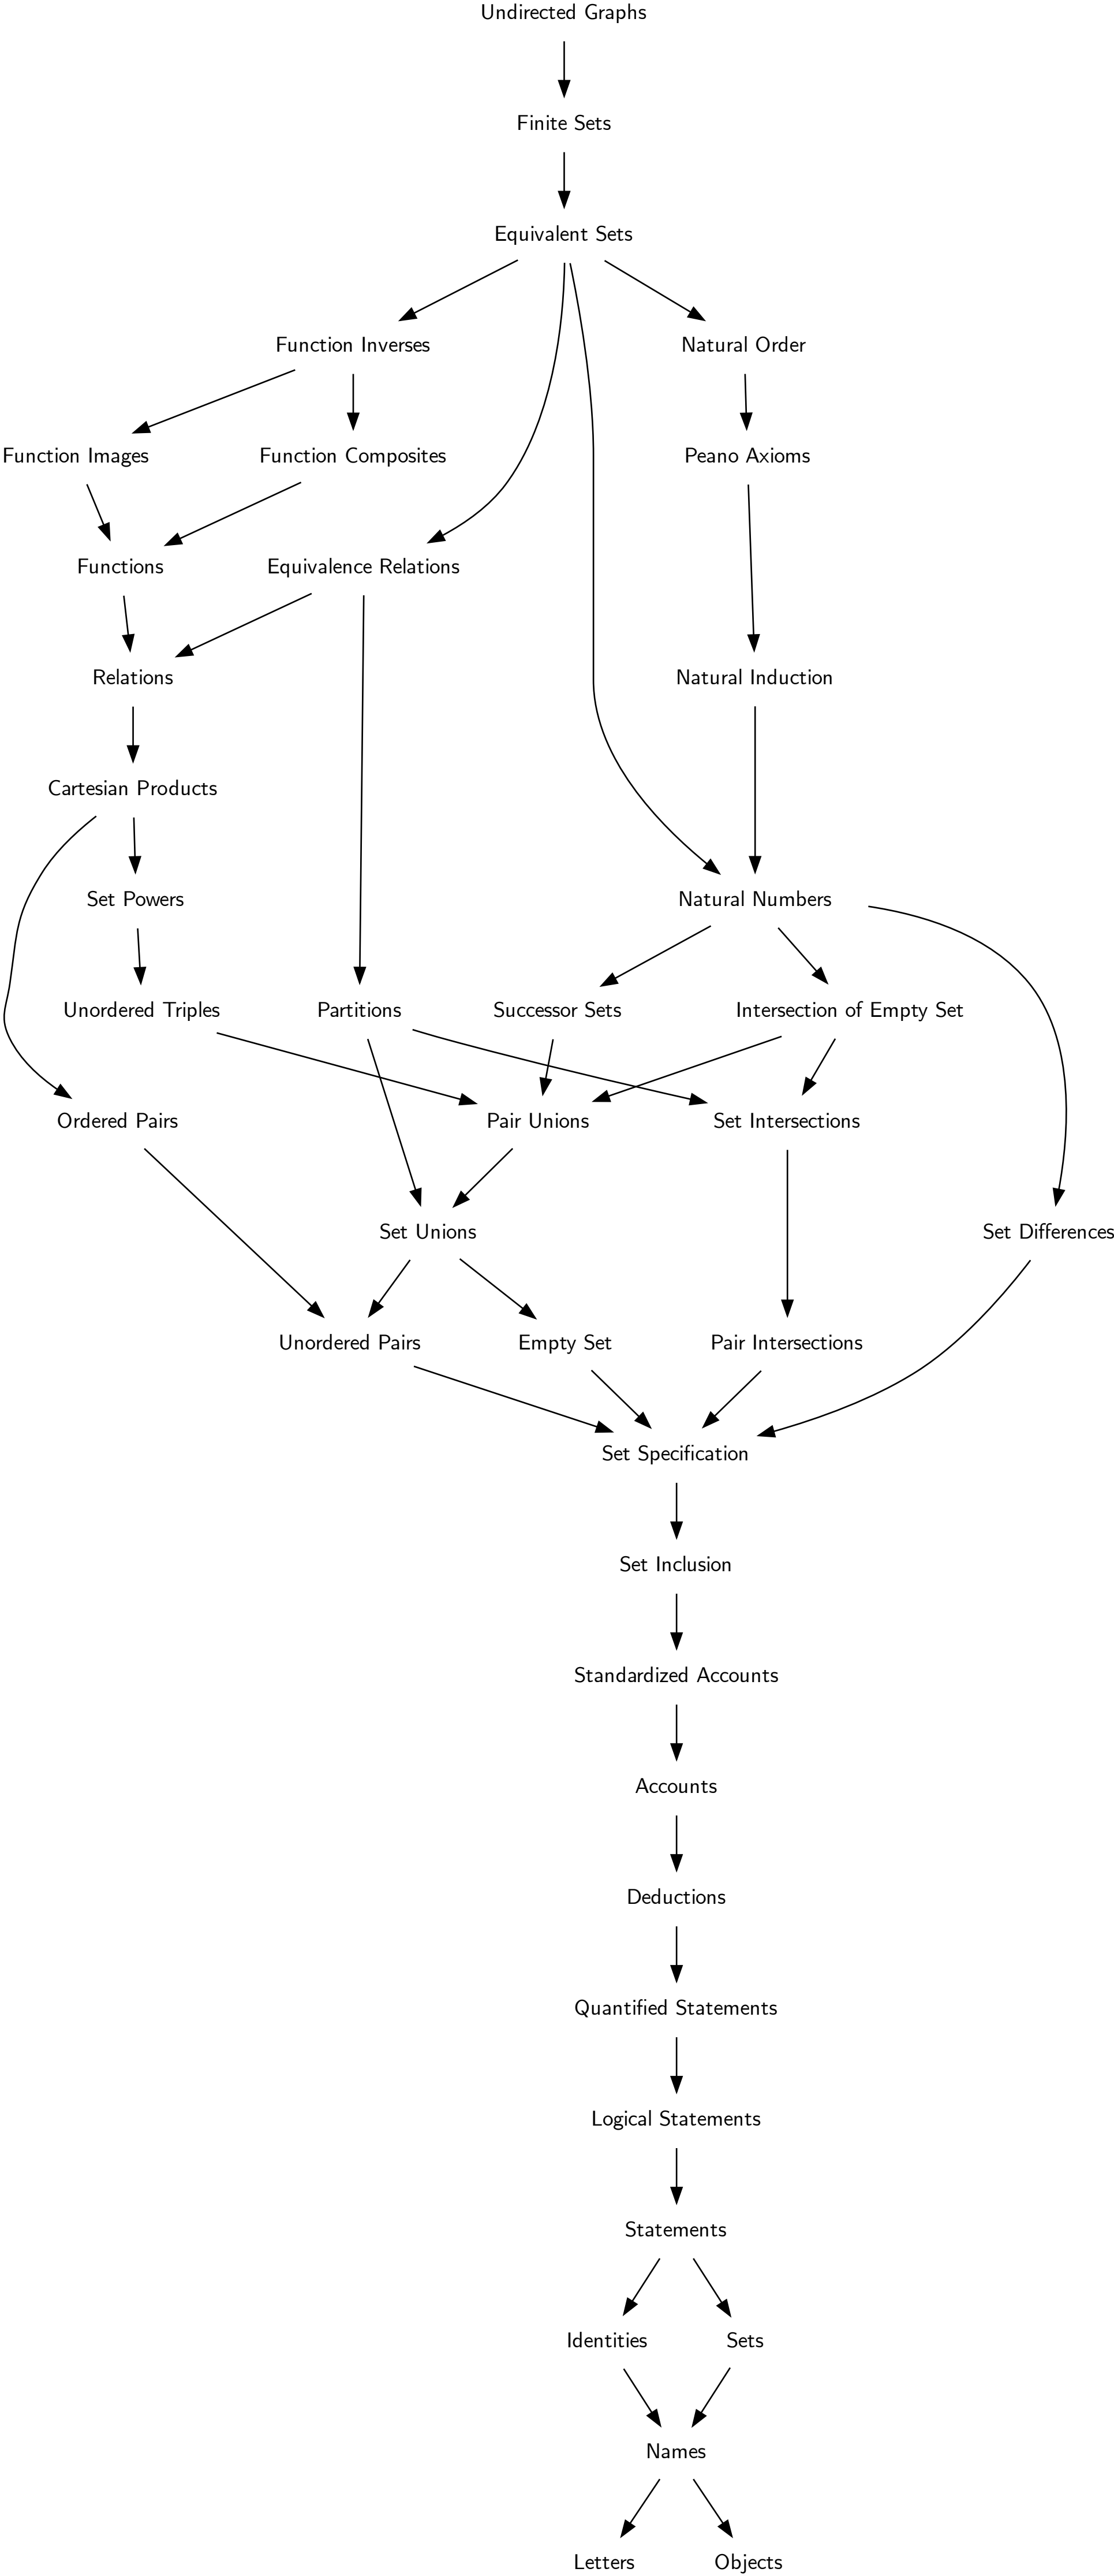 Undirected Graphs
Finite Sets
Equivalent Sets
Function Inverses
Natural Order
Function Images
Function Composites
Peano Axioms
Functions
Equivalence Relations
Relations
Natural Induction
Cartesian Products
Set Powers
Natural Numbers
Unordered Triples
Partitions
Successor Sets
Intersection of Empty Set
Ordered Pairs
Pair Unions
Set Intersections
Set Unions
Set Differences
Unordered Pairs
Empty Set
Pair Intersections
Set Specification
Set Inclusion
Standardized Accounts
Accounts
Deductions
Quantified Statements
Logical Statements
Statements
Identities
Sets
Names
Letters
Objects